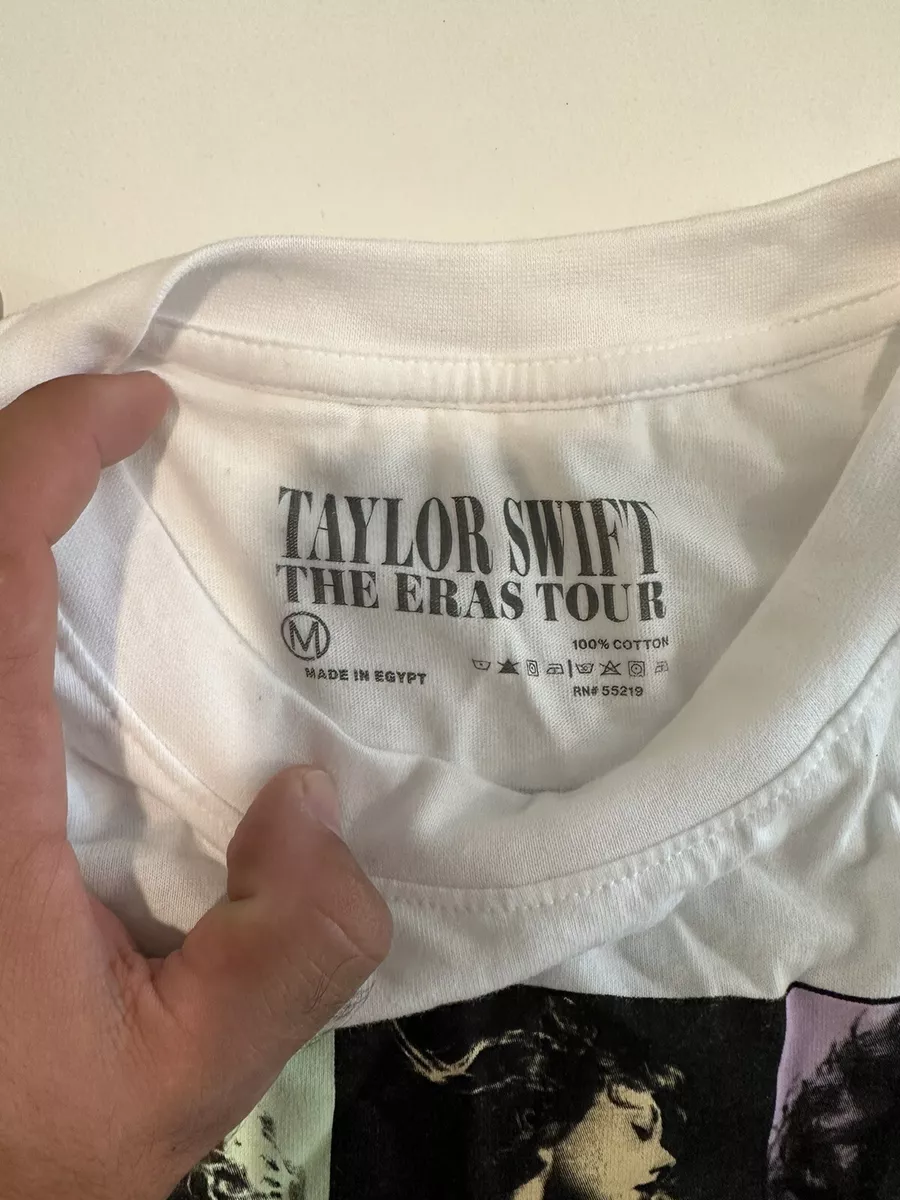 TAYLOR SWIFT
THE ERAS TOUR
M
100% COTTON
MADE IN EGYPT
RN# 55219